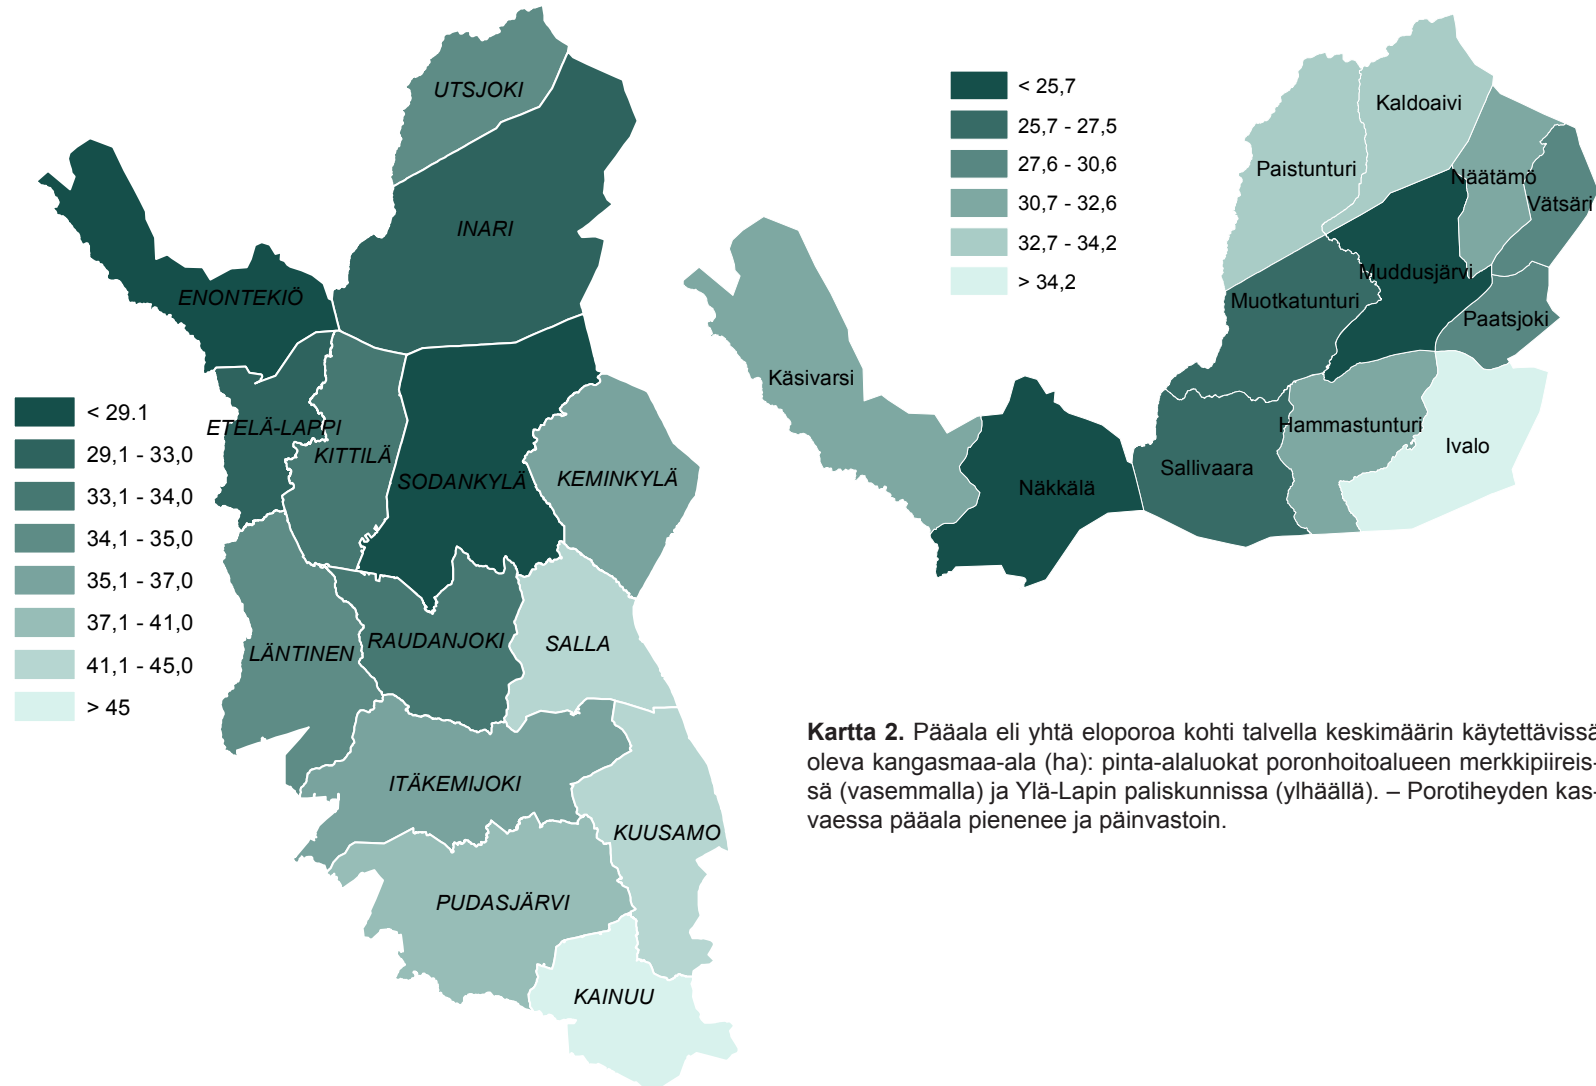 UTSJOKI
INARI
ENONTEKIÖ
ETELÄ-LAPPI
KITTILÄ
SODANKYLÄ
KEMINKYLÄ
LÄNTINEN
RAUDANJOKI
SALLA
ITÄKEMIJOKI
KUUSAMO
PUDASJÄRVI
KAINUU
< 29.1
29,1 - 33,0
33,1 - 34,0
34,1 - 35,0
35,1 - 37,0
37,1 - 41,0
41,1 - 45,0
> 45
< 25,7
25,7 - 27,5
27,6 - 30,6
30,7 - 32,6
32,7 - 34,2
> 34,2
Kaldoaivi
Paistunturi
Näätämö
Vätsäri
Muddusjärvi
Muotkatunturi
Paatsjoki
Käsivarsi
Hammastunturi
Ivalo
Sallivaara
Näkkälä
Kartta 2. Pääala eli yhtä eloporoa kohti talvella keskimäärin käytettävissä
oleva kangasmaa-ala (ha): pinta-alaluokat poronhoitoalueen merkkipiireis-
sä (vasemmalla) ja Ylä-Lapin paliskunnissa (ylhäällä). – Porotiheyden kas-
vaessa pääala pienenee ja päinvastoin.